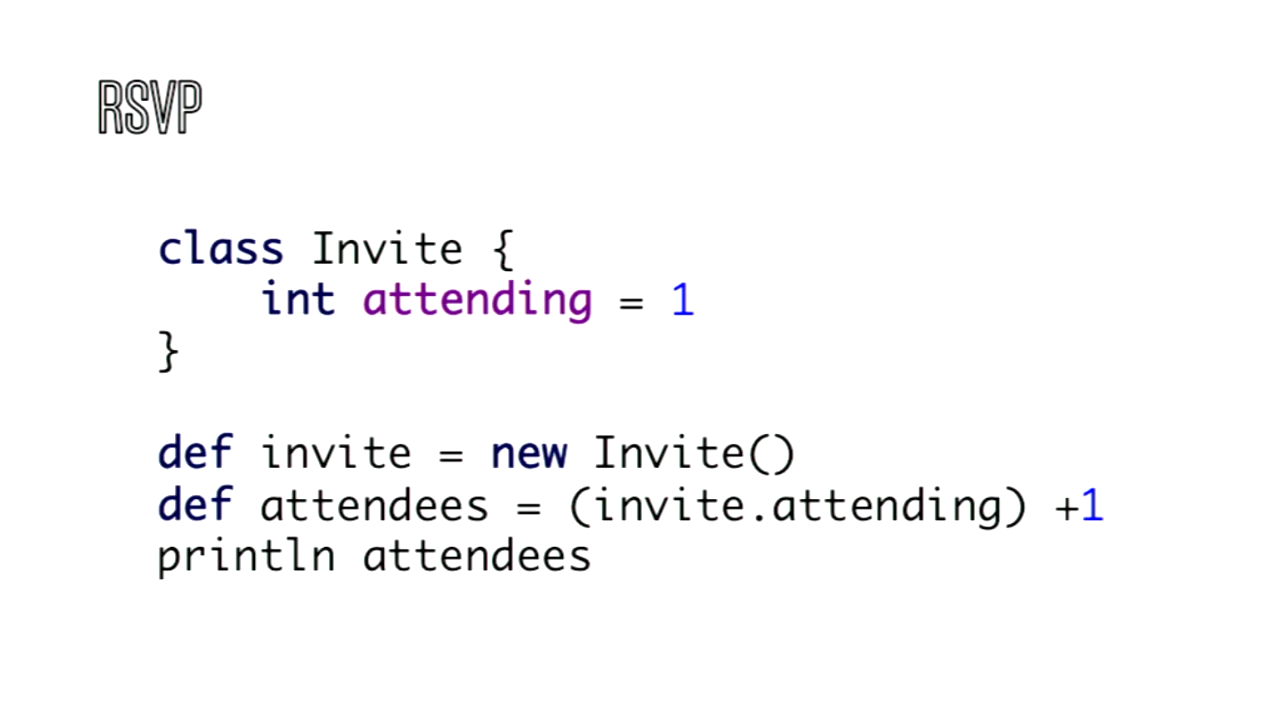 RSVP
class Invite {
    int attending = 1
}
def invite = new Invite()
def attendees = (invite.attending) +1
println attendees